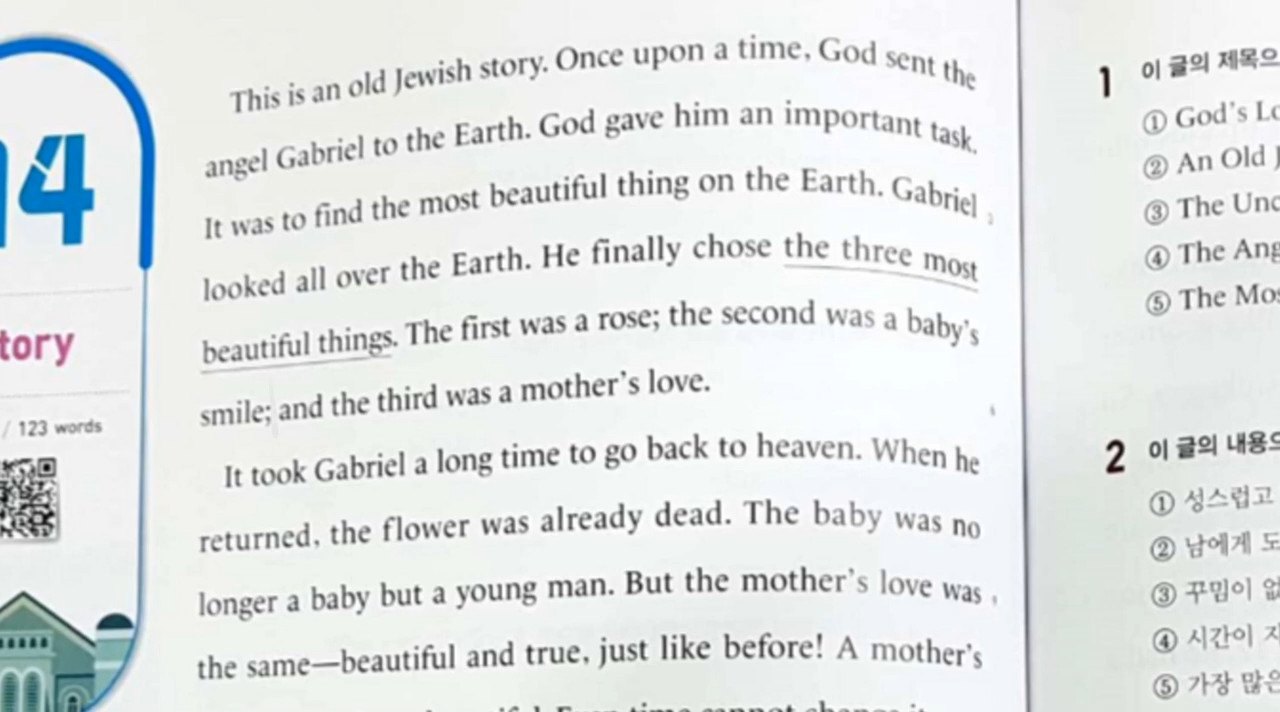 14
tory
/ 123 words
This is an old Jewish story. Once upon a time, God sent the
angel Gabriel to the Earth. God gave him an important task.
It was to find the most beautiful thing on the Earth. Gabriel
looked all over the Earth. He finally chose the three most
beautiful things. The first was a rose; the second was a baby's
smile; and the third was a mother's love.
It took Gabriel a long time to go back to heaven. When he
returned, the flower was already dead. The baby was no
longer a baby but a young man. But the mother's love was
the same—beautiful and true, just like before! A mother's
time cannot change it
1 이 글의 제목으
① God's Lo
② An Old J
③ The Unc
④ The Ang
⑤ The Mos
2 이 글의 내용으
① 성스럽고
② 남에게 도
③ 꾸밈이 없
④ 시간이 지
⑤ 가장 많은